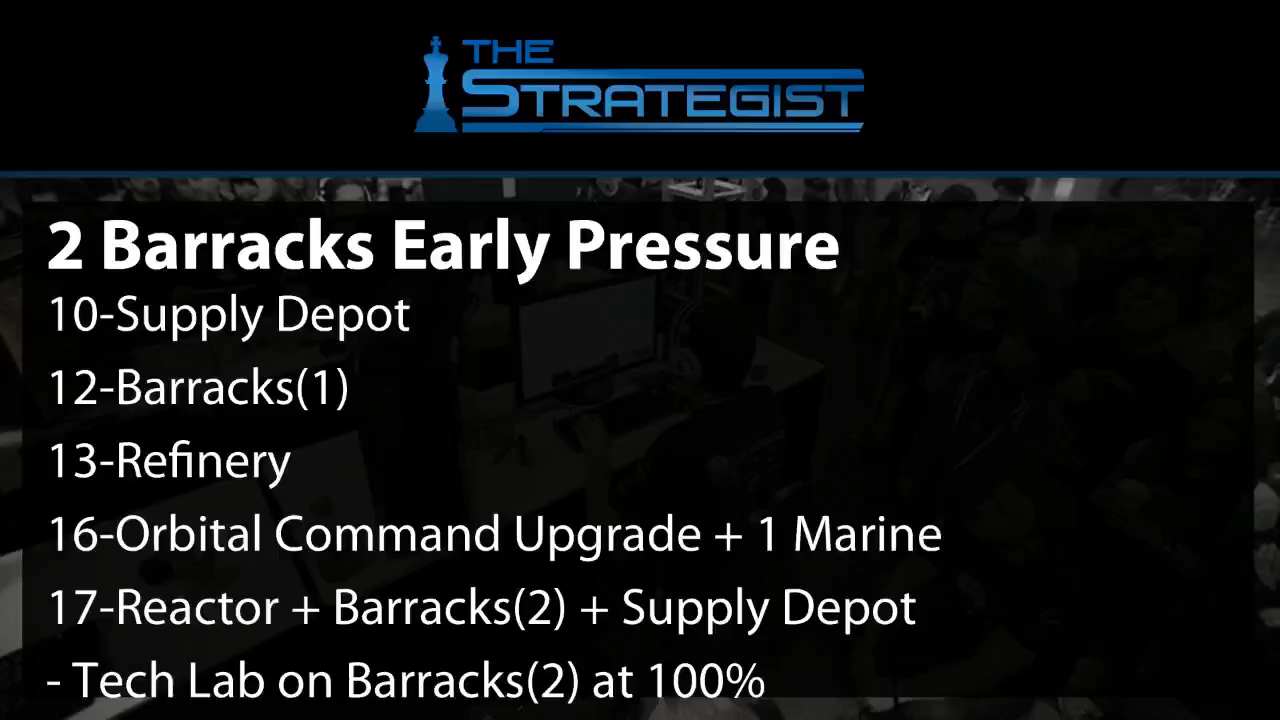 THE
STRATEGIST
2 Barracks Early Pressure
10-Supply Depot
12-Barracks(1)
13-Refinery
16-Orbital Command Upgrade + 1 Marine
17-Reactor + Barracks(2) + Supply Depot
- Tech Lab on Barracks(2) at 100%